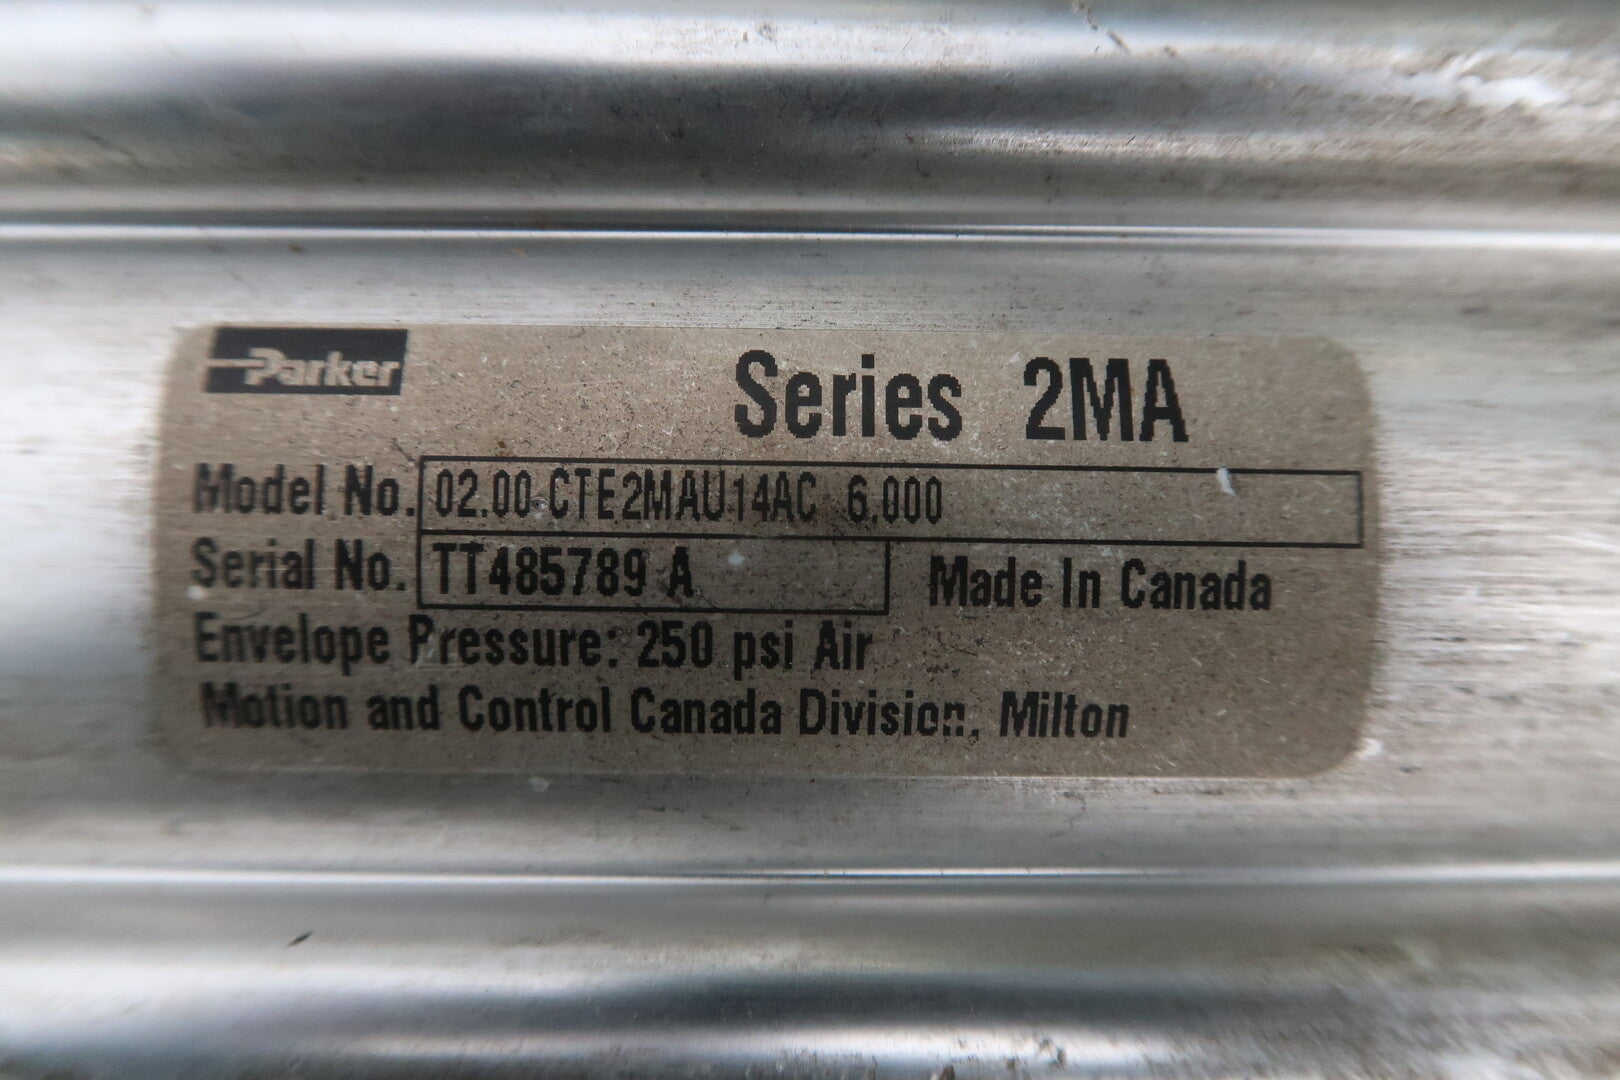 Parker
Series 2MA
Model No. 02.00 CTE2MAU14AC 6.000
Serial No. TT485789 A Made In Canada
Envelope Pressure: 250 psi Air
Motion and Control Canada Division, Milton